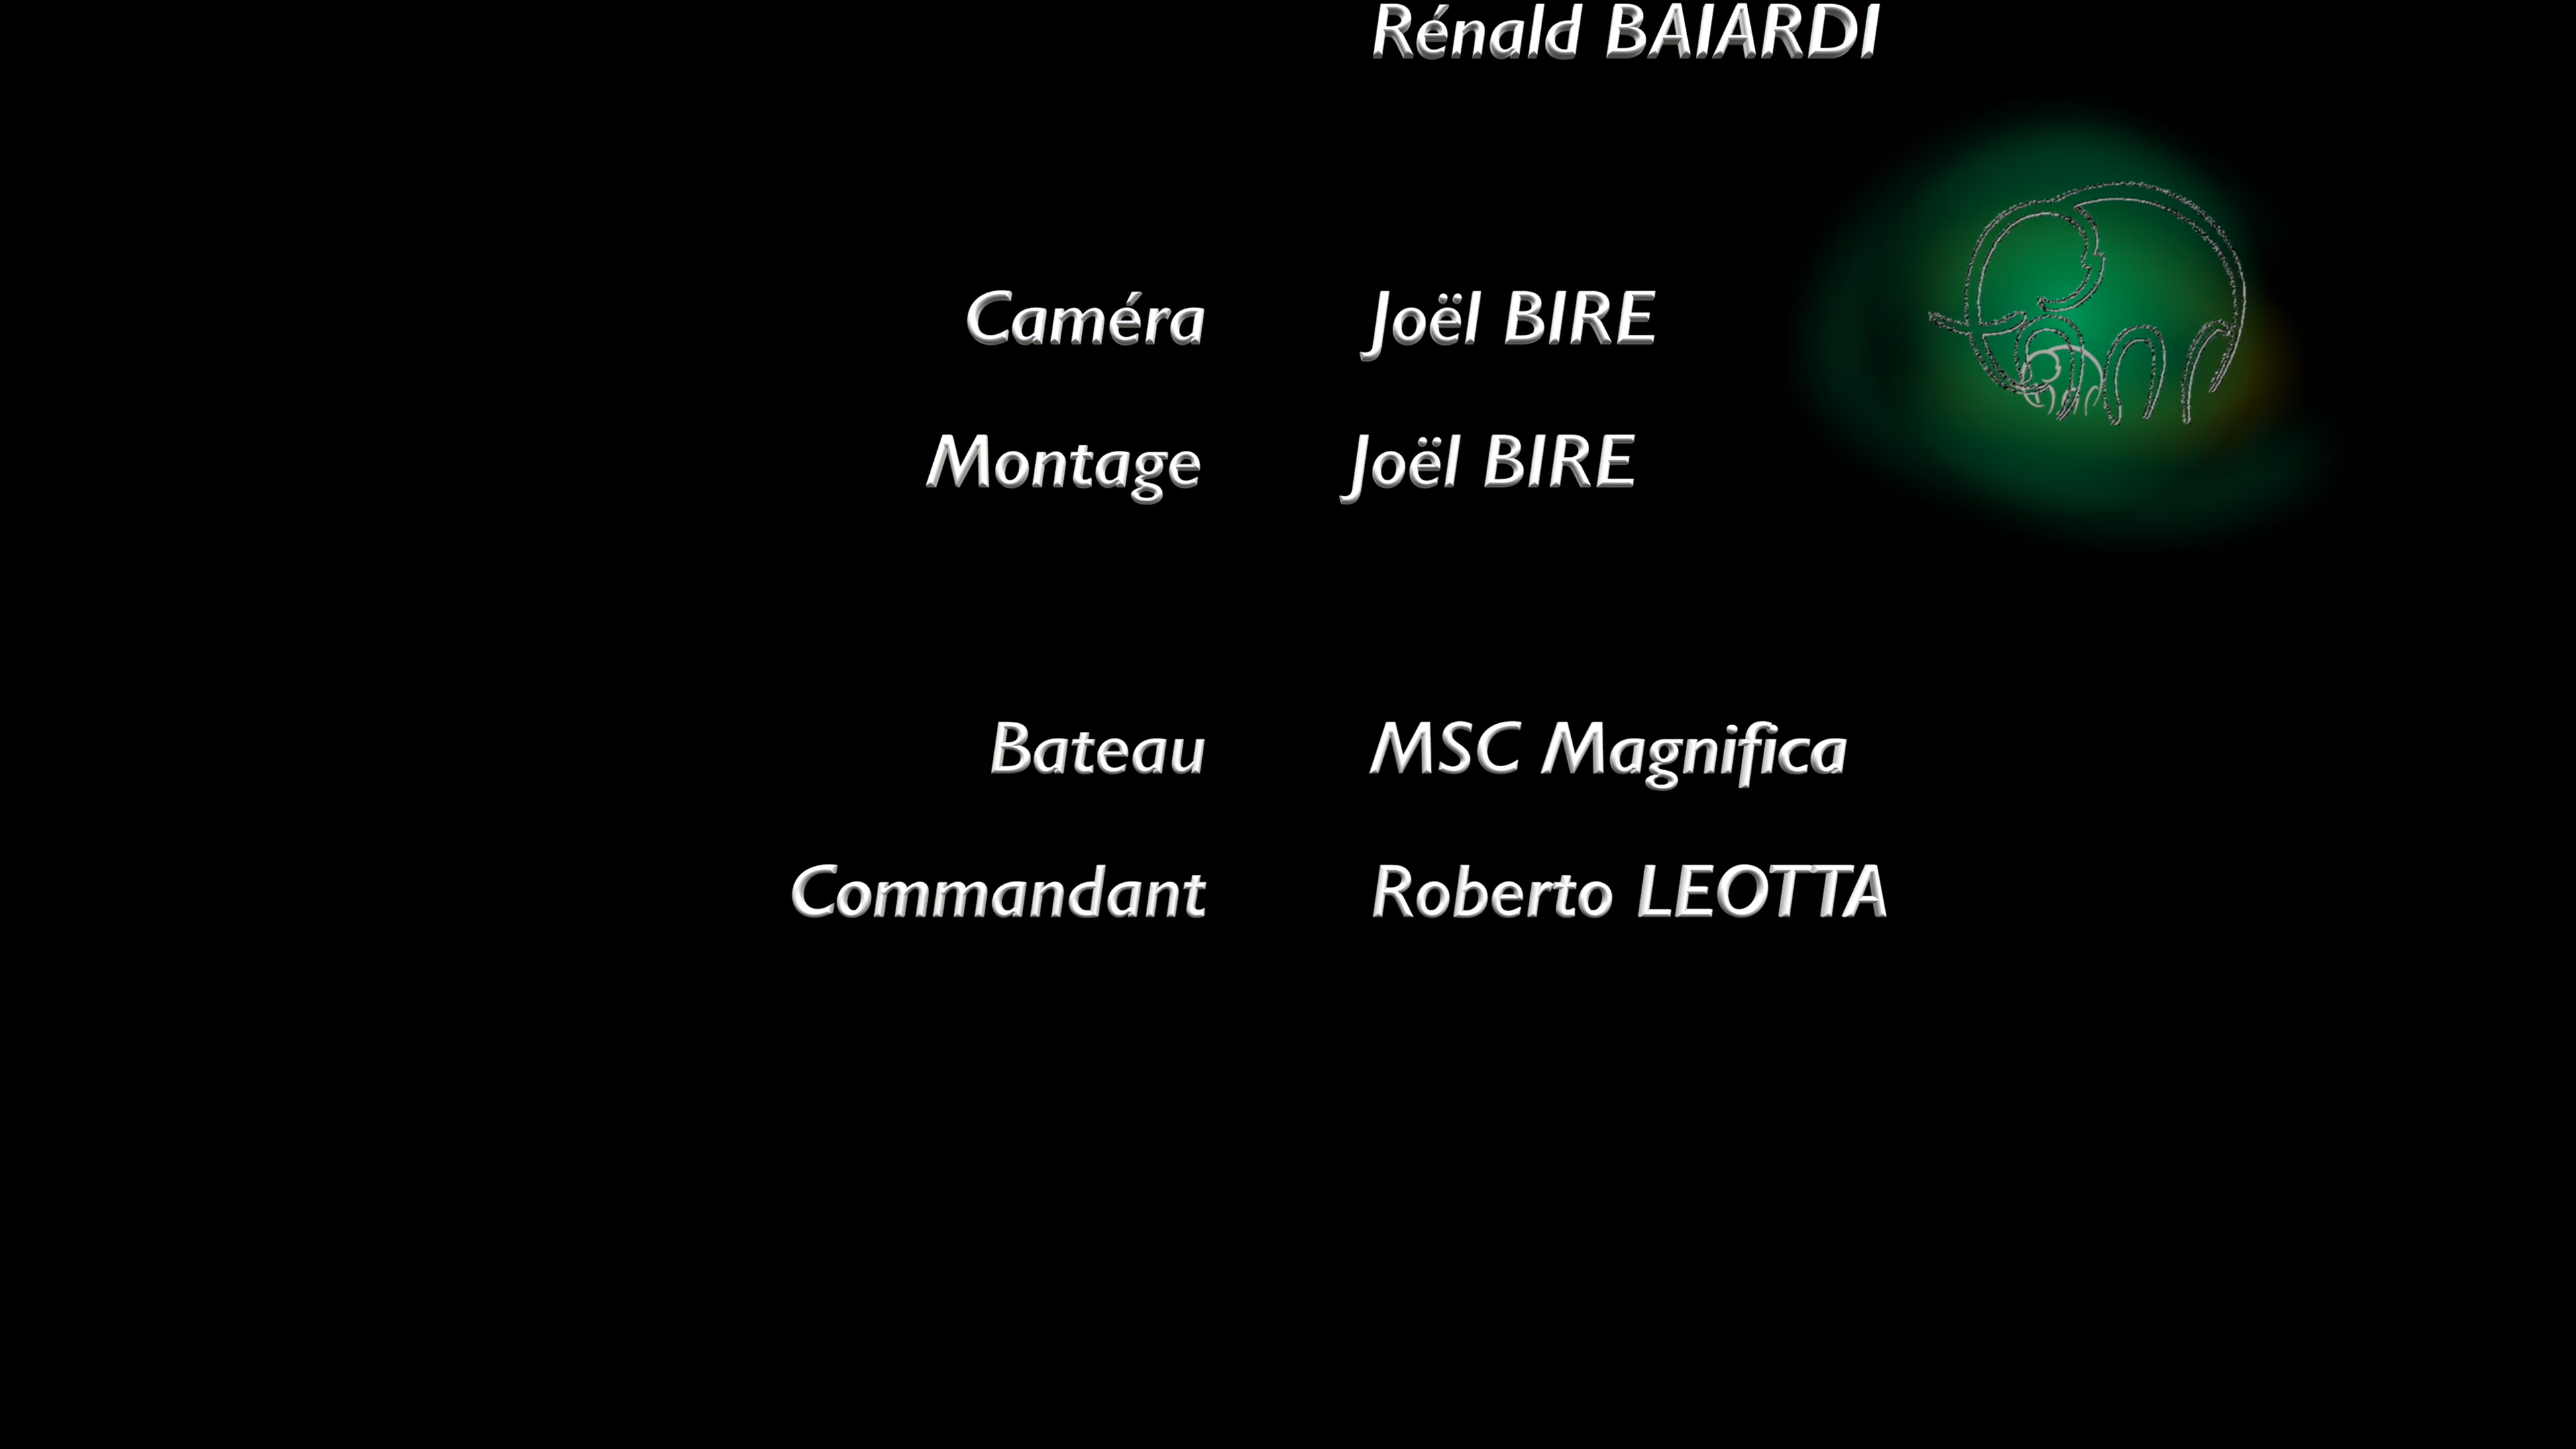 Rénald BAIARDI
Caméra Joël BIRE
Montage Joël BIRE
Bateau MSC Magnifica
Commandant Roberto LEOTTA